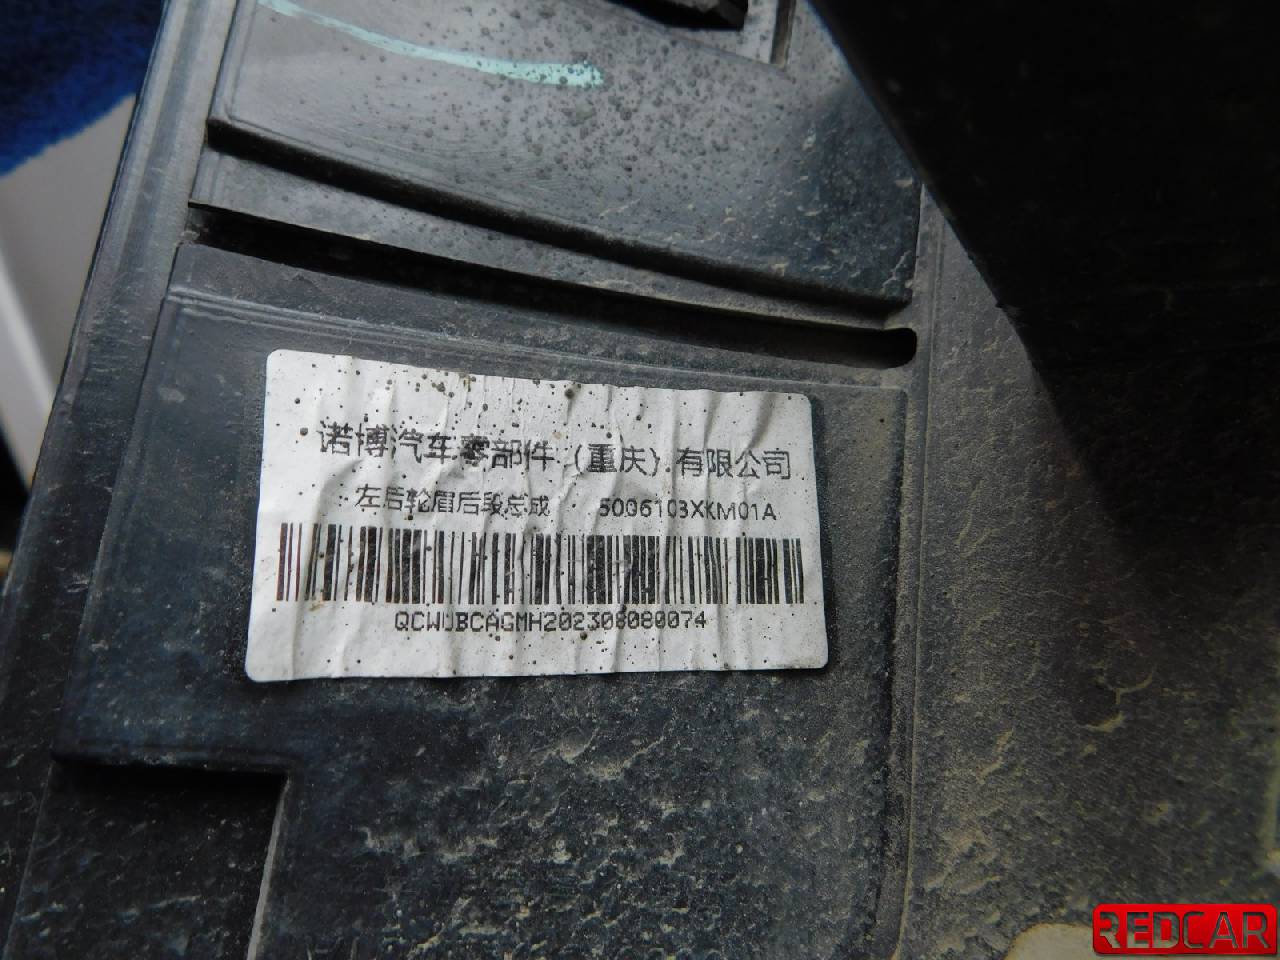 诺博汽车零部件（重庆）有限公司
左后轮眉后段总成 5006103XKM01A
QCWUBCAGMH202308080074
REDCAR